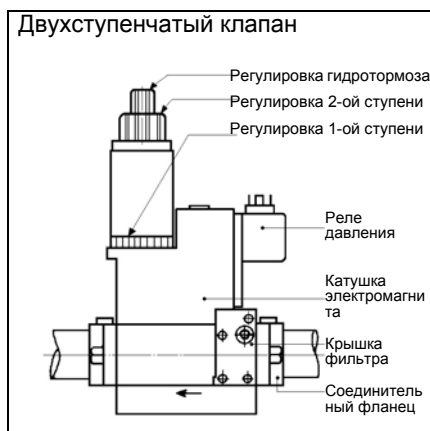 Двухступенчатый клапан
Регулировка гидротормоза
Регулировка 2-ой ступени
Регулировка 1-ой ступени
Реле
давления
Катушка
электромагни
та
Крышка
фильтра
Соединитель
ный фланец